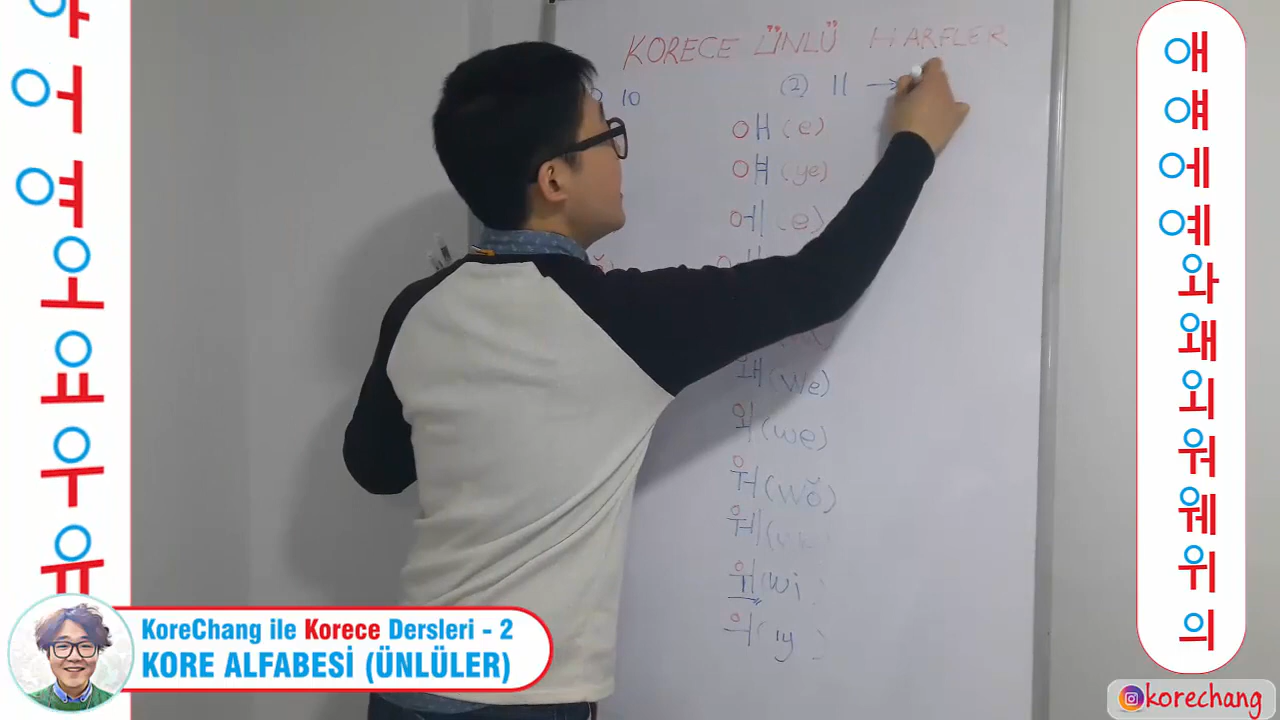 야
어
여
오
요
우
유
KORECE ÜNLÜ HARFLER
10
(2) 11 →
애 (e)
얘 (ye)
에 (e)
왜 (we)
외 (we)
워 (wŏ)
웨
위 (wi)
의 (ıy)
애
얘
에
예
와
왜
외
워
웨
위
의
KoreChang ile Korece Dersleri - 2
KORE ALFABESİ (ÜNLÜLER)
@korechang